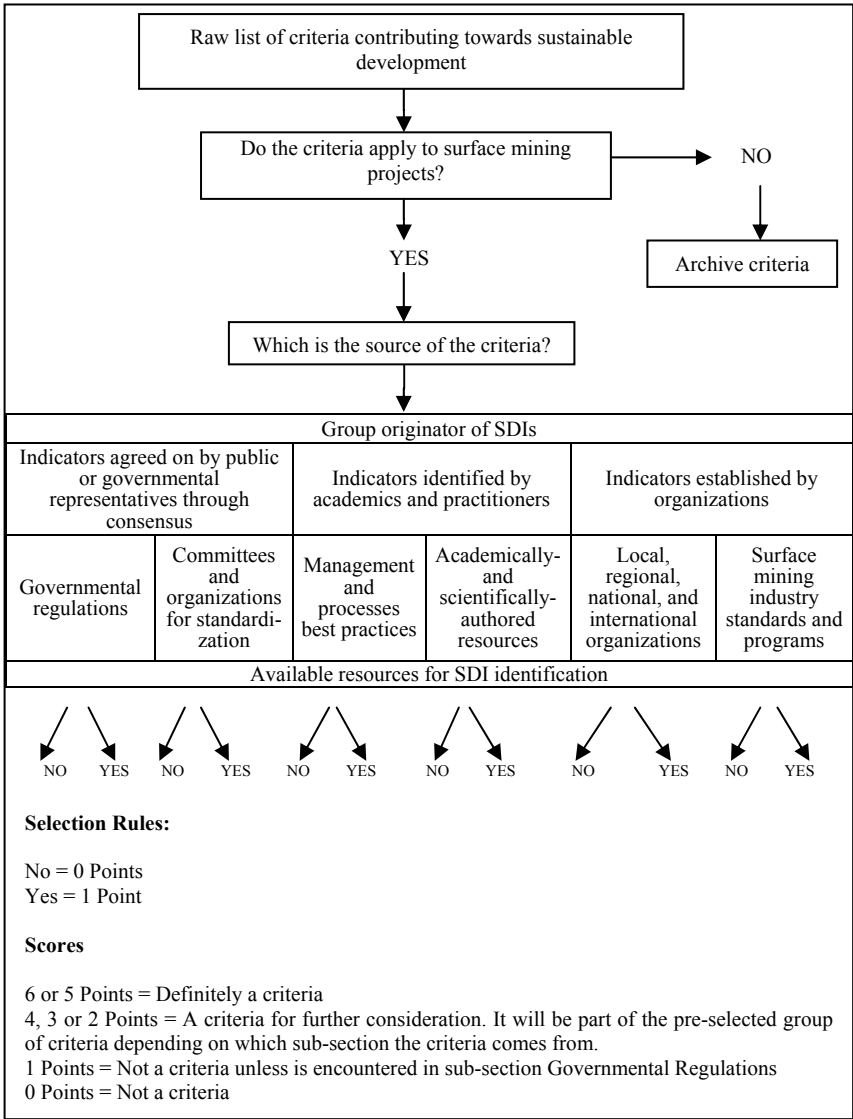 Raw list of criteria contributing towards sustainable
development
Do the criteria apply to surface mining
projects?
NO
YES
Archive criteria
Which is the source of the criteria?
Group originator of SDIs
Indicators agreed on by public
or governmental
representatives through
consensus
Indicators identified by
academics and practitioners
Indicators established by
organizations
Governmental
regulations
Committees
and
organizations
for standardi-
zation
Management
and
processes
best practices
Academically-
and
scientifically-
authored
resources
Local,
regional,
national, and
international
organizations
Surface
mining
industry
standards and
programs
Available resources for SDI identification
NO YES NO YES NO YES NO YES NO YES NO YES
Selection Rules:
No = 0 Points
Yes = 1 Point
Scores
6 or 5 Points = Definitely a criteria
4, 3 or 2 Points = A criteria for further consideration. It will be part of the pre-selected group
of criteria depending on which sub-section the criteria comes from.
1 Points = Not a criteria unless is encountered in sub-section Governmental Regulations
0 Points = Not a criteria